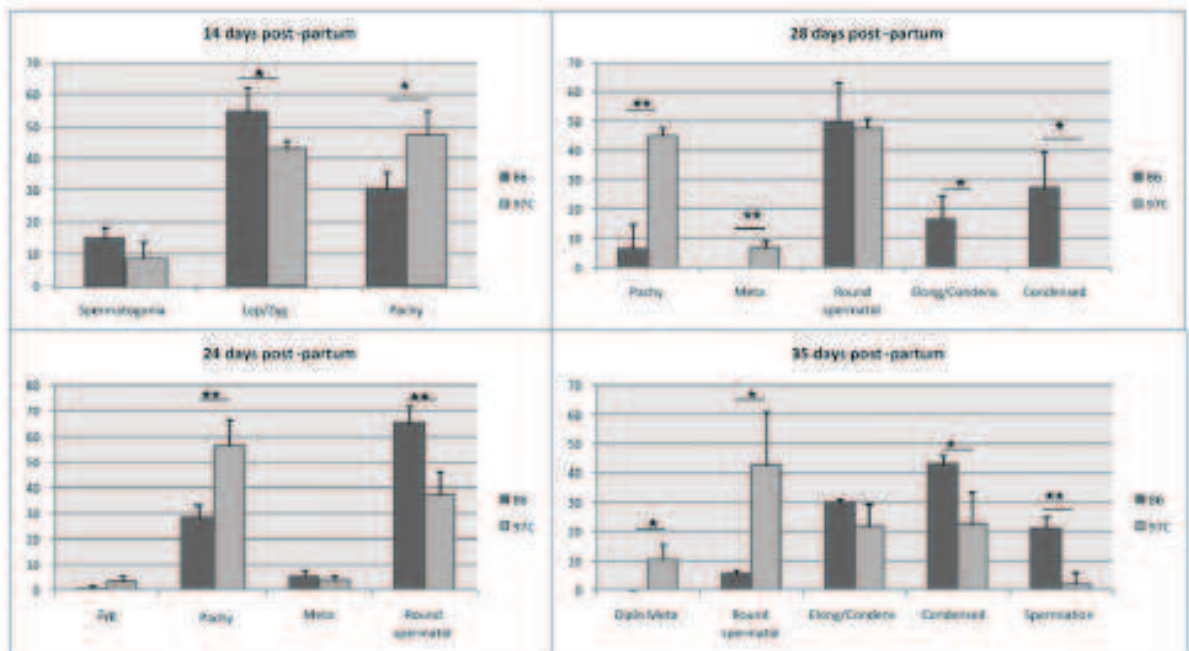 14 days post-partum
70
60
50
40
30
20
10
0
Spermatogonia Lep/Zyg Pachy
* *
B6
97C
28 days post-partum
70
60
50
40
30
20
10
0
Pachy Meta Round spermatid Elong/Condens Condensed
** ** * *
B6
97C
24 days post-partum
80
70
60
50
40
30
20
10
0
Pachy Meta Round spermatid
** **
B6
97C
35 days post-partum
70
60
50
40
30
20
10
0
Round spermatid Elong/Condens Condensed Spermiation
* * * **
B6
97C